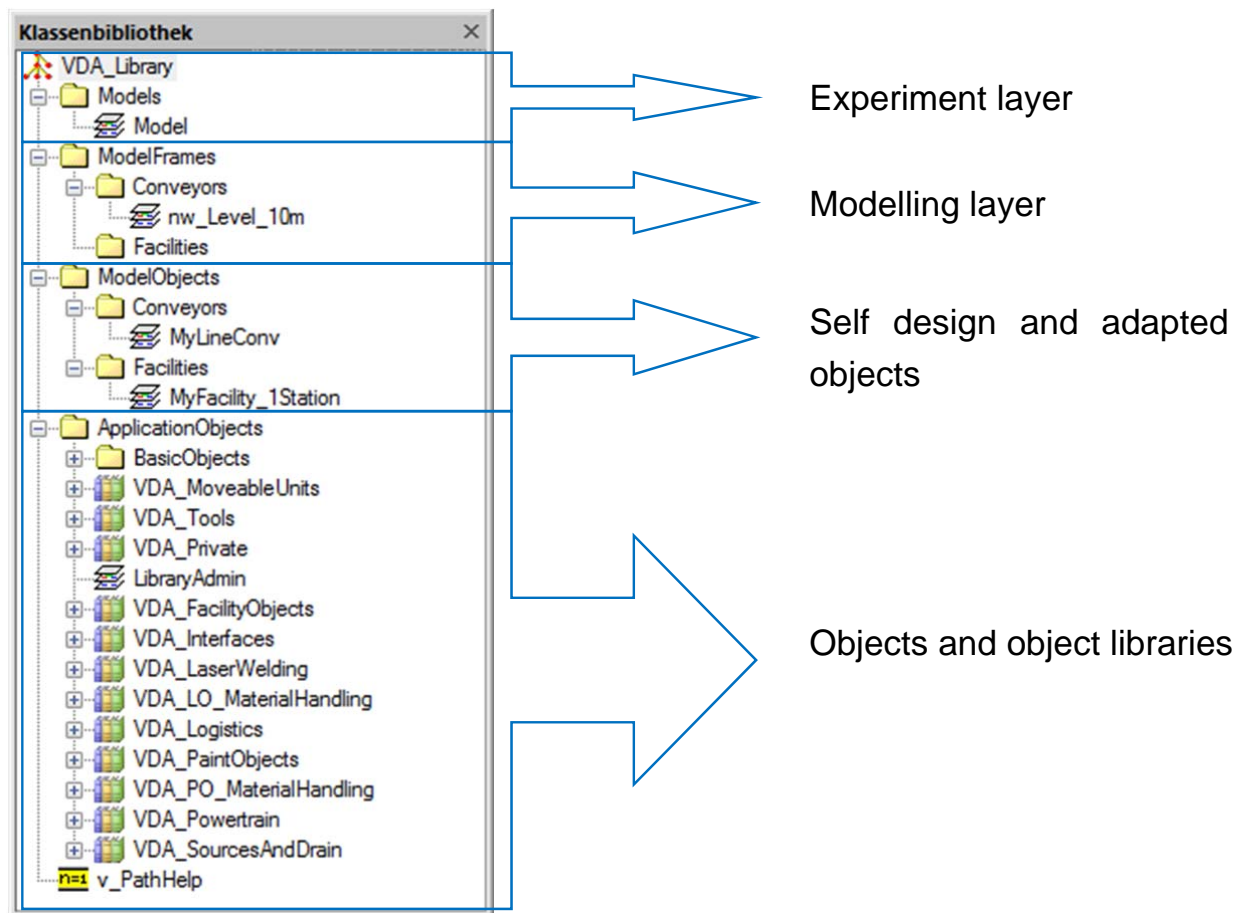 Klassenbibliothek
VDA_Library
Models
Model
ModelFrames
Conveyors
nw_Level_10m
Facilities
ModelObjects
Conveyors
MyLineConv
Facilities
MyFacility_1Station
ApplicationObjects
BasicObjects
VDA_MoveableUnits
VDA_Tools
VDA_Private
LibraryAdmin
VDA_FacilityObjects
VDA_Interfaces
VDA_LaserWelding
VDA_LO_MaterialHandling
VDA_Logistics
VDA_PaintObjects
VDA_PO_MaterialHandling
VDA_Powertrain
VDA_SourcesAndDrain
n=1 v_PathHelp
Experiment layer
Modelling layer
Self design and adapted
objects
Objects and object libraries